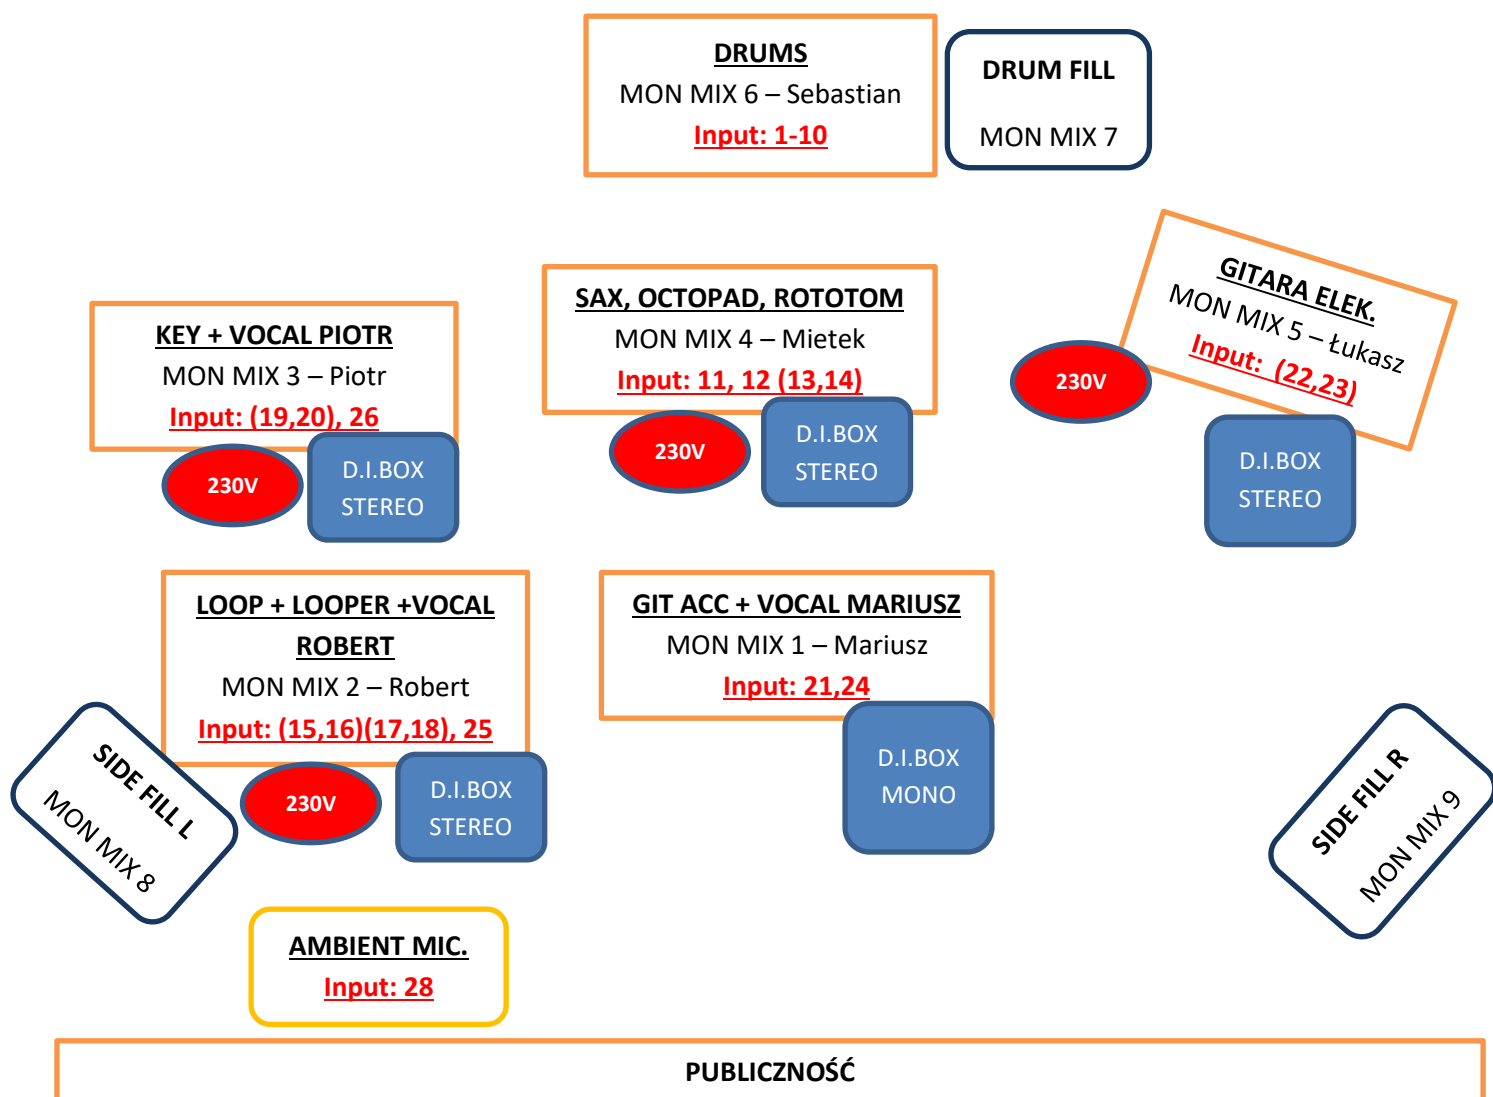 DRUMS
MON MIX 6 – Sebastian
Input: 1-10
DRUM FILL
MON MIX 7
KEY + VOCAL PIOTR
MON MIX 3 – Piotr
Input: (19,20), 26
230V
D.I.BOX
STEREO
SAX, OCTOPAD, ROTOTOM
MON MIX 4 – Mietek
Input: 11, 12 (13,14)
230V
D.I.BOX
STEREO
GITARA ELEK.
MON MIX 5 – Łukasz
Input: (22,23)
230V
D.I.BOX
STEREO
LOOP + LOOPER +VOCAL
ROBERT
MON MIX 2 – Robert
Input: (15,16)(17,18), 25
230V
D.I.BOX
STEREO
GIT ACC + VOCAL MARIUSZ
MON MIX 1 – Mariusz
Input: 21,24
D.I.BOX
MONO
SIDE FILL L
MON MIX 8
SIDE FILL R
MON MIX 9
AMBIENT MIC.
Input: 28
PUBLICZNOŚĆ